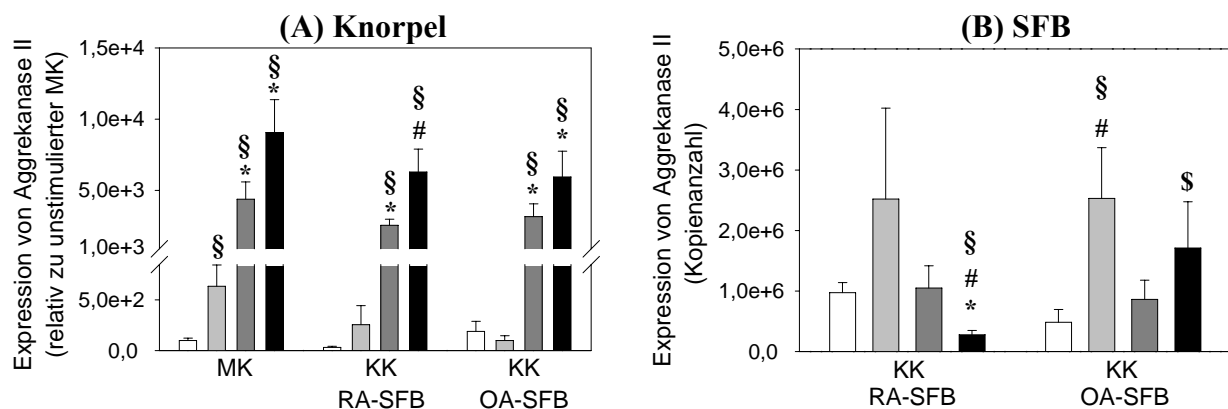 (A) Knorpel
Expression von Aggrekanase II
(relativ zu unstimulierter MK)
1,5e+4
1,0e+4
5,0e+3
1,0e+3
5,0e+2
0,0
§
§
*
§
*
§
*
§
#
§
*
§
*
MK
KK
RA-SFB
KK
OA-SFB
(B) SFB
Expression von Aggrekanase II
(Kopienanzahl)
5,0e+6
4,0e+6
3,0e+6
2,0e+6
1,0e+6
0,0
§
#
*
§
#
$
KK
RA-SFB
KK
OA-SFB